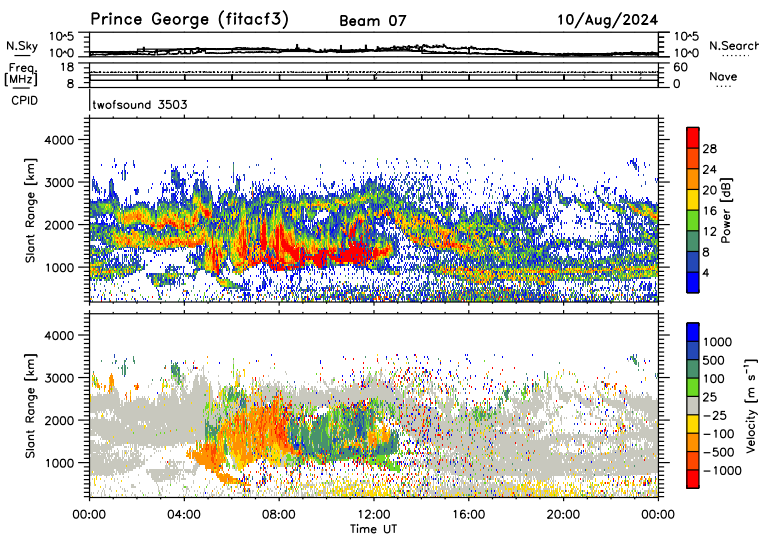 Prince George (fitacf3) Beam 07 10/Aug/2024
N.Sky 10^5 10^0 10^5 10^0 N.Search
Freq [MHz] 18 8 60 0 Nave
CPID twofsound 3503
Slant Range [km] 4000 3000 2000 1000
Power [dB] 28 24 20 16 12 8 4
Slant Range [km] 4000 3000 2000 1000
Velocity [m s⁻¹] 1000 500 100 25 −25 −100 −500 −1000
00:00 04:00 08:00 12:00 16:00 20:00 00:00
Time UT